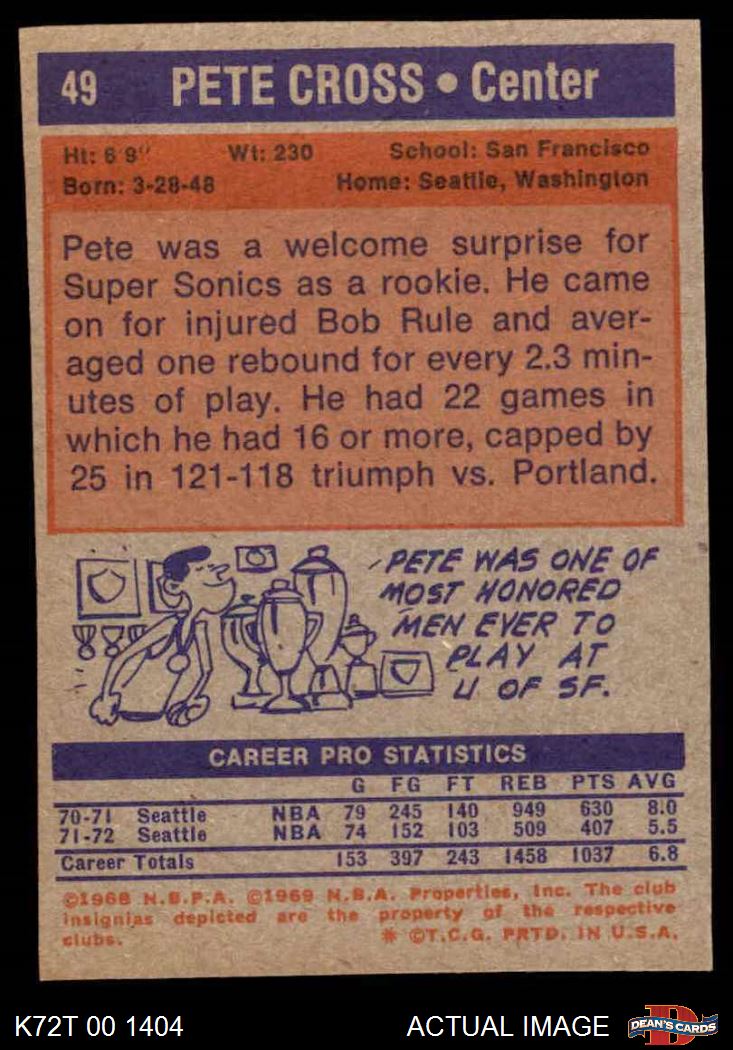 49 PETE CROSS • Center
Ht: 6'9" Wt: 230 School: San Francisco
Born: 3-28-48 Home: Seattle, Washington
Pete was a welcome surprise for
Super Sonics as a rookie. He came
on for injured Bob Rule and aver-
aged one rebound for every 2.3 min-
utes of play. He had 22 games in
which he had 16 or more, capped by
25 in 121-118 triumph vs. Portland.
PETE WAS ONE OF
MOST HONORED
MEN EVER TO
PLAY AT
U OF SF.
CAREER PRO STATISTICS
G FG FT REB PTS AVG
70-71 Seattle NBA 79 245 140 949 630 8.0
71-72 Seattle NBA 74 152 103 509 407 5.5
Career Totals 153 397 243 1458 1037 6.8
©1968 N.B.P.A. ©1969 N.B.A. Properties, Inc. The club
insignias depicted are the property of the respective
clubs. * ©T.C.G. PRTD. IN U.S.A.
K72T 00 1404 ACTUAL IMAGE DEAN'S CARDS